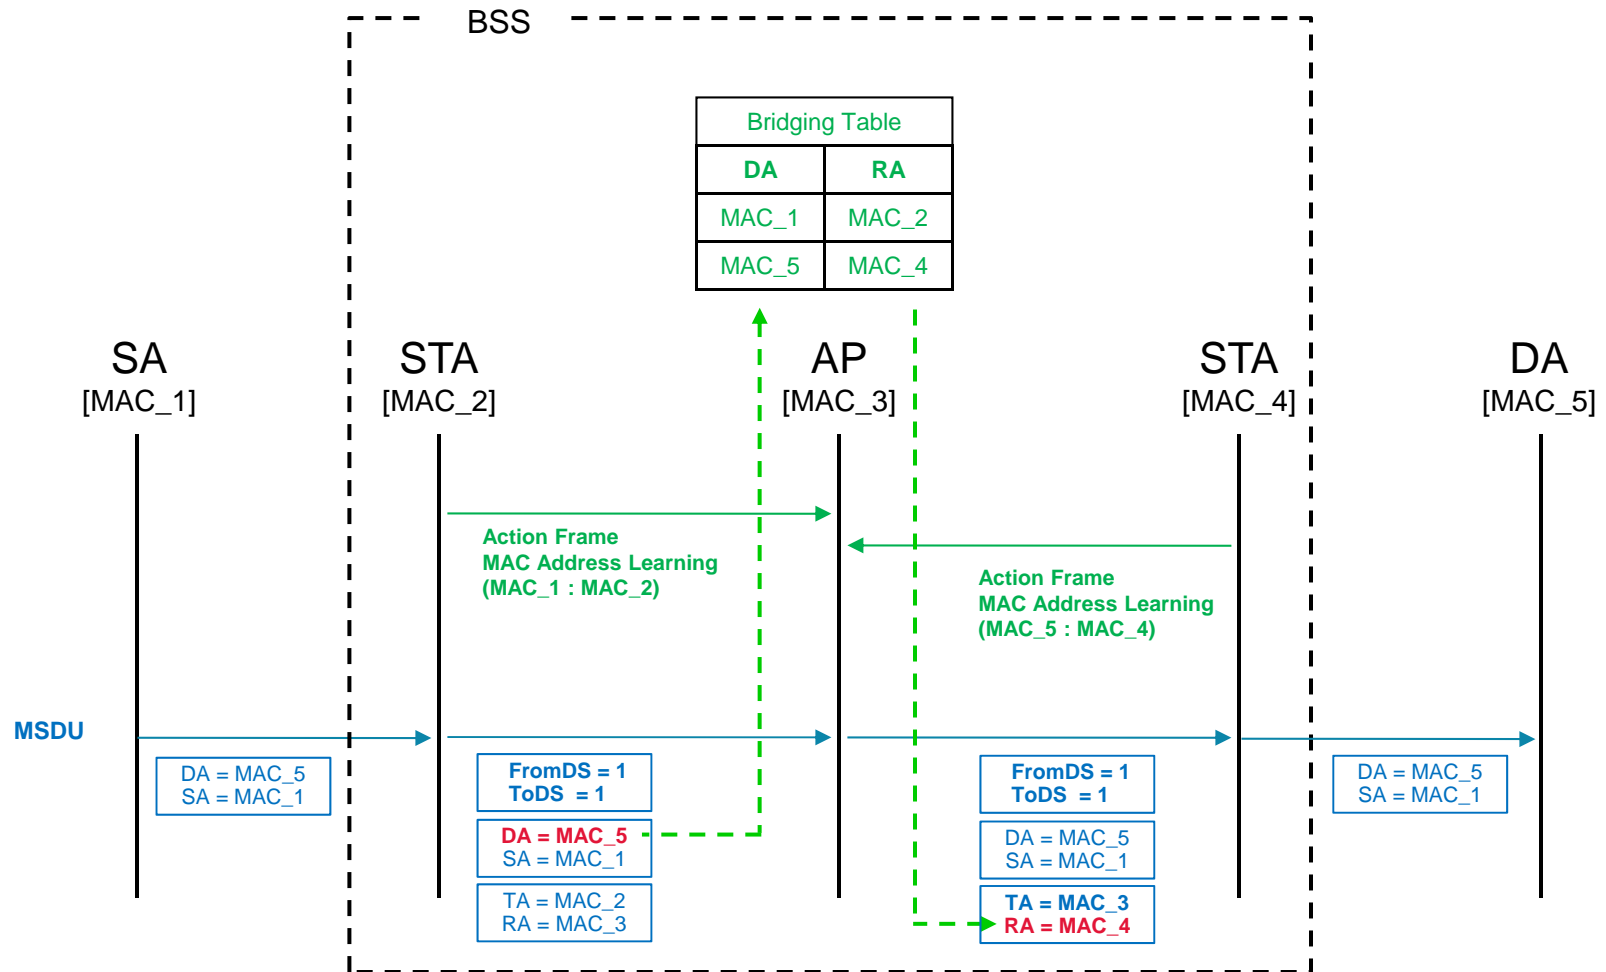 BSS
Bridging Table
DA RA
MAC_1 MAC_2
MAC_5 MAC_4
SA
[MAC_1]
STA
[MAC_2]
AP
[MAC_3]
STA
[MAC_4]
DA
[MAC_5]
Action Frame
MAC Address Learning
(MAC_1 : MAC_2)
Action Frame
MAC Address Learning
(MAC_5 : MAC_4)
MSDU
DA = MAC_5
SA = MAC_1
FromDS = 1
ToDS = 1
DA = MAC_5
SA = MAC_1
TA = MAC_2
RA = MAC_3
FromDS = 1
ToDS = 1
DA = MAC_5
SA = MAC_1
TA = MAC_3
RA = MAC_4
DA = MAC_5
SA = MAC_1